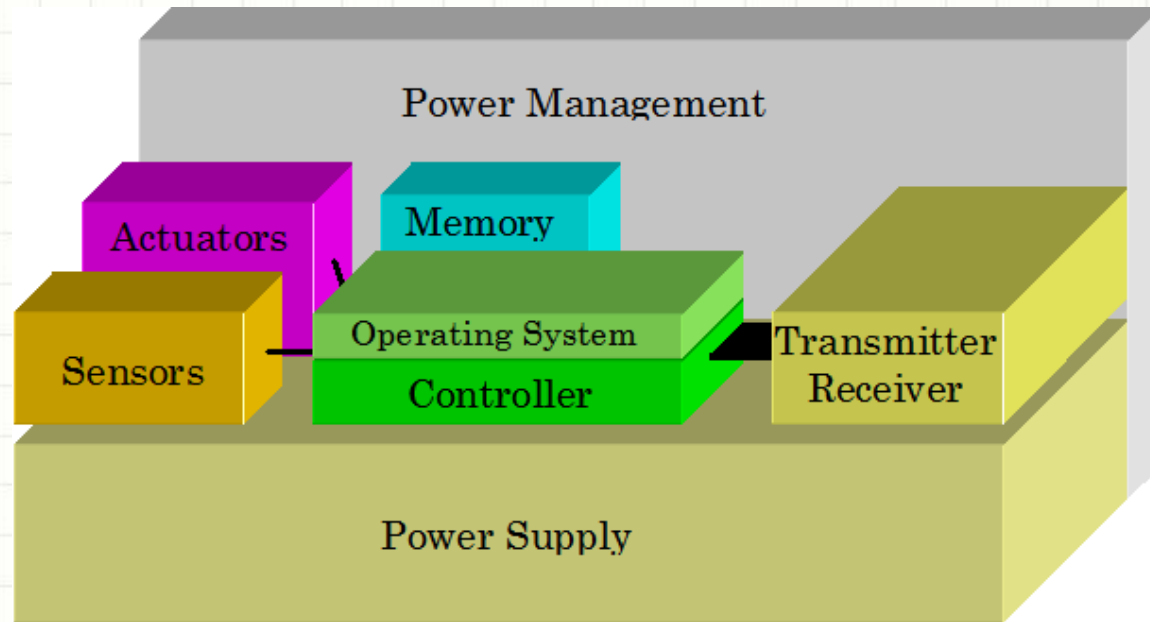 Power Management
Actuators
Memory
Operating System
Sensors
Controller
Transmitter
Receiver
Power Supply